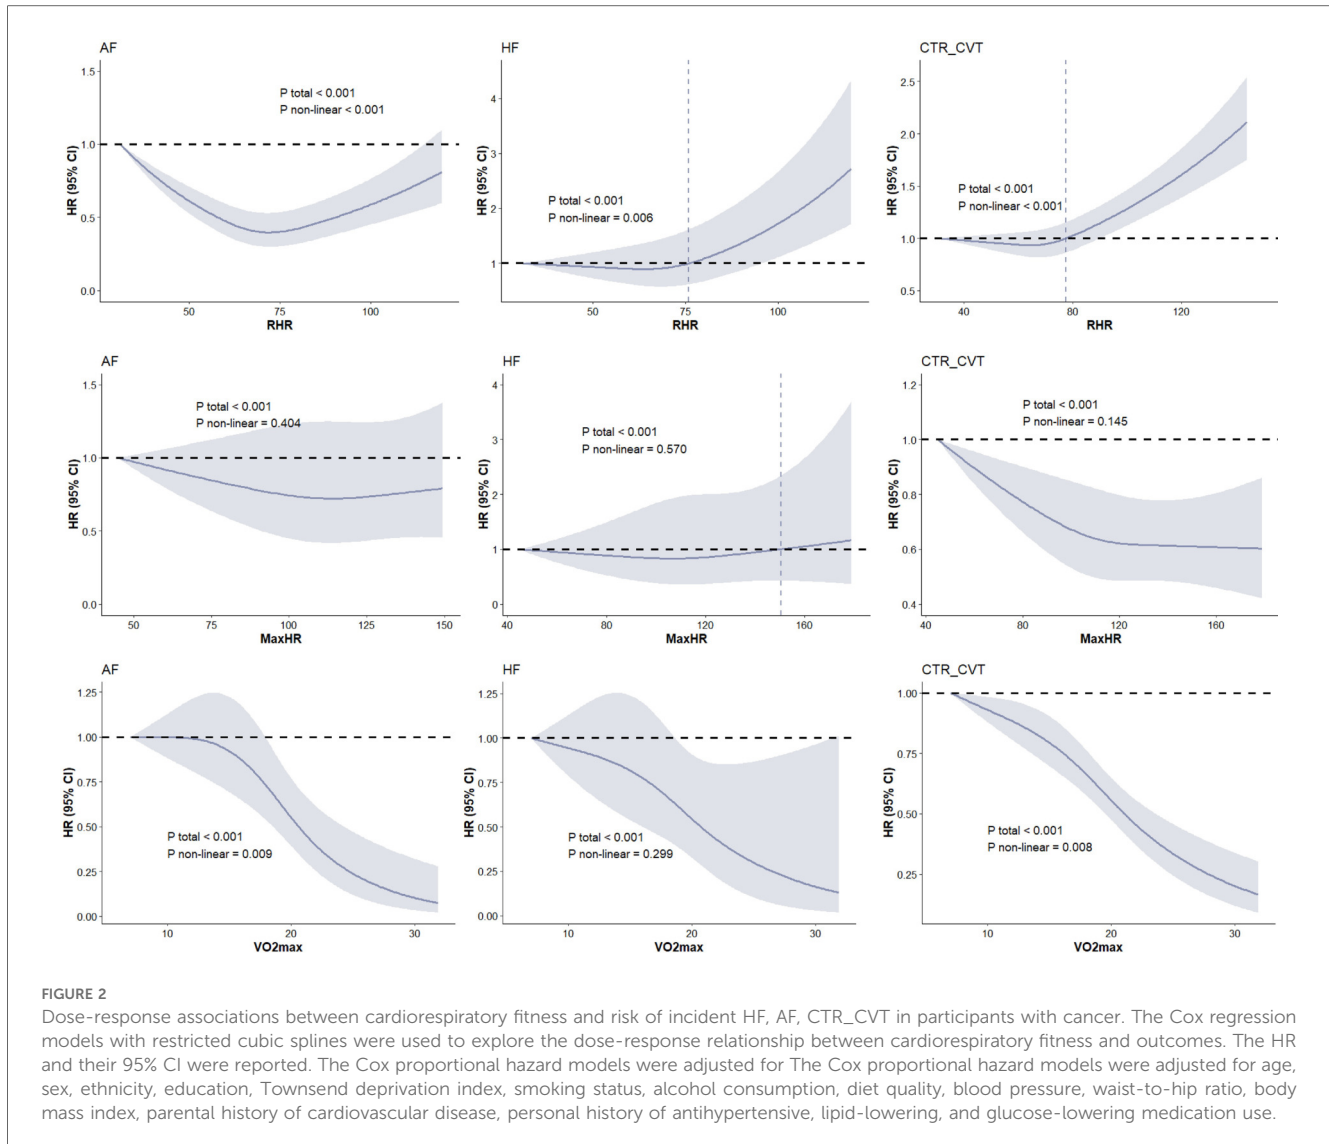 AF
HR (95% CI)
1.5
1.0
0.5
0.0
P total < 0.001
P non-linear < 0.001
50
75
100
RHR
HF
HR (95% CI)
4
3
2
1
P total < 0.001
P non-linear = 0.006
50
75
100
RHR
CTR_CVT
HR (95% CI)
2.5
2.0
1.5
1.0
0.5
P total < 0.001
P non-linear < 0.001
40
80
120
RHR
AF
HR (95% CI)
1.5
1.0
0.5
0.0
P total < 0.001
P non-linear = 0.404
50
75
100
125
150
MaxHR
HF
HR (95% CI)
4
3
2
1
0
P total < 0.001
P non-linear = 0.570
40
80
120
160
MaxHR
CTR_CVT
HR (95% CI)
1.2
1.0
0.8
0.6
0.4
P total < 0.001
P non-linear = 0.145
40
80
120
160
MaxHR
AF
HR (95% CI)
1.25
1.00
0.75
0.50
0.25
0.00
P total < 0.001
P non-linear = 0.009
10
20
30
VO2max
HF
HR (95% CI)
1.25
1.00
0.75
0.50
0.25
0.00
P total < 0.001
P non-linear = 0.299
10
20
30
VO2max
CTR_CVT
HR (95% CI)
1.00
0.75
0.50
0.25
P total < 0.001
P non-linear = 0.008
10
20
30
VO2max
FIGURE 2
Dose-response associations between cardiorespiratory fitness and risk of incident HF, AF, CTR_CVT in participants with cancer. The Cox regression
models with restricted cubic splines were used to explore the dose-response relationship between cardiorespiratory fitness and outcomes. The HR
and their 95% CI were reported. The Cox proportional hazard models were adjusted for The Cox proportional hazard models were adjusted for age,
sex, ethnicity, education, Townsend deprivation index, smoking status, alcohol consumption, diet quality, blood pressure, waist-to-hip ratio, body
mass index, parental history of cardiovascular disease, personal history of antihypertensive, lipid-lowering, and glucose-lowering medication use.